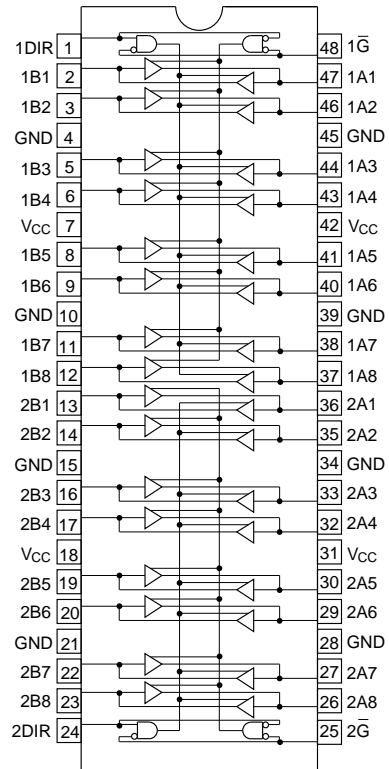 1DIR 1 48 1G̅
1B1 2 47 1A1
1B2 3 46 1A2
GND 4 45 GND
1B3 5 44 1A3
1B4 6 43 1A4
VCC 7 42 VCC
1B5 8 41 1A5
1B6 9 40 1A6
GND 10 39 GND
1B7 11 38 1A7
1B8 12 37 1A8
2B1 13 36 2A1
2B2 14 35 2A2
GND 15 34 GND
2B3 16 33 2A3
2B4 17 32 2A4
VCC 18 31 VCC
2B5 19 30 2A5
2B6 20 29 2A6
GND 21 28 GND
2B7 22 27 2A7
2B8 23 26 2A8
2DIR 24 25 2G̅